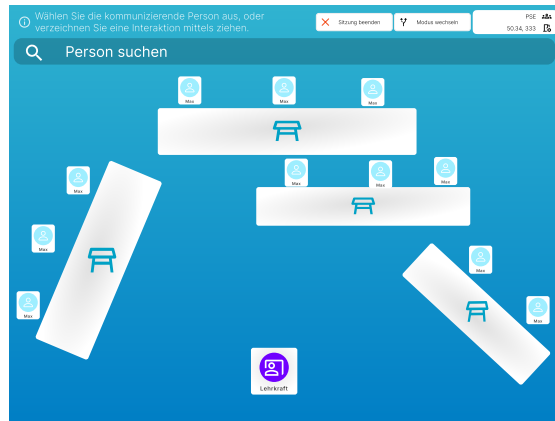 Wählen Sie die kommunizierende Person aus, oder
verzeichnen Sie eine Interaktion mittels ziehen.
Sitzung beenden
Modus wechseln
PSE
50.34, 333
Person suchen
Max
Max
Max
Max
Max
Max
Max
Max
Max
Max
Max
Lehrkraft